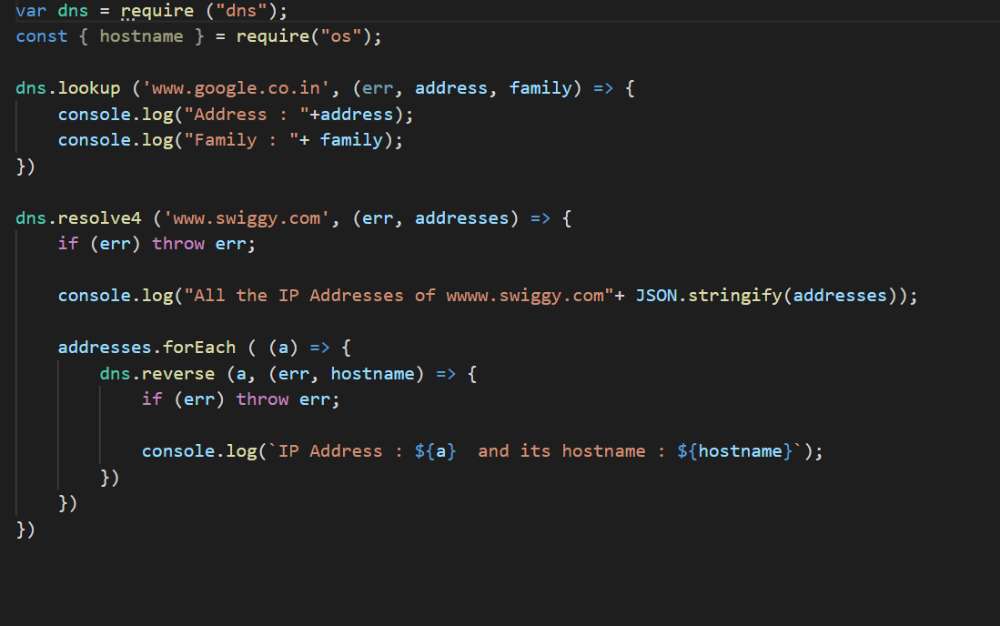 var dns = require ("dns");
const { hostname } = require("os");
dns.lookup ('www.google.co.in', (err, address, family) => {
    console.log("Address : "+address);
    console.log("Family : "+ family);
})
dns.resolve4 ('www.swiggy.com', (err, addresses) => {
    if (err) throw err;
    console.log("All the IP Addresses of wwww.swiggy.com"+ JSON.stringify(addresses));
    addresses.forEach ( (a) => {
        dns.reverse (a, (err, hostname) => {
            if (err) throw err;
            console.log(`IP Address : ${a}  and its hostname : ${hostname}`);
        })
    })
})